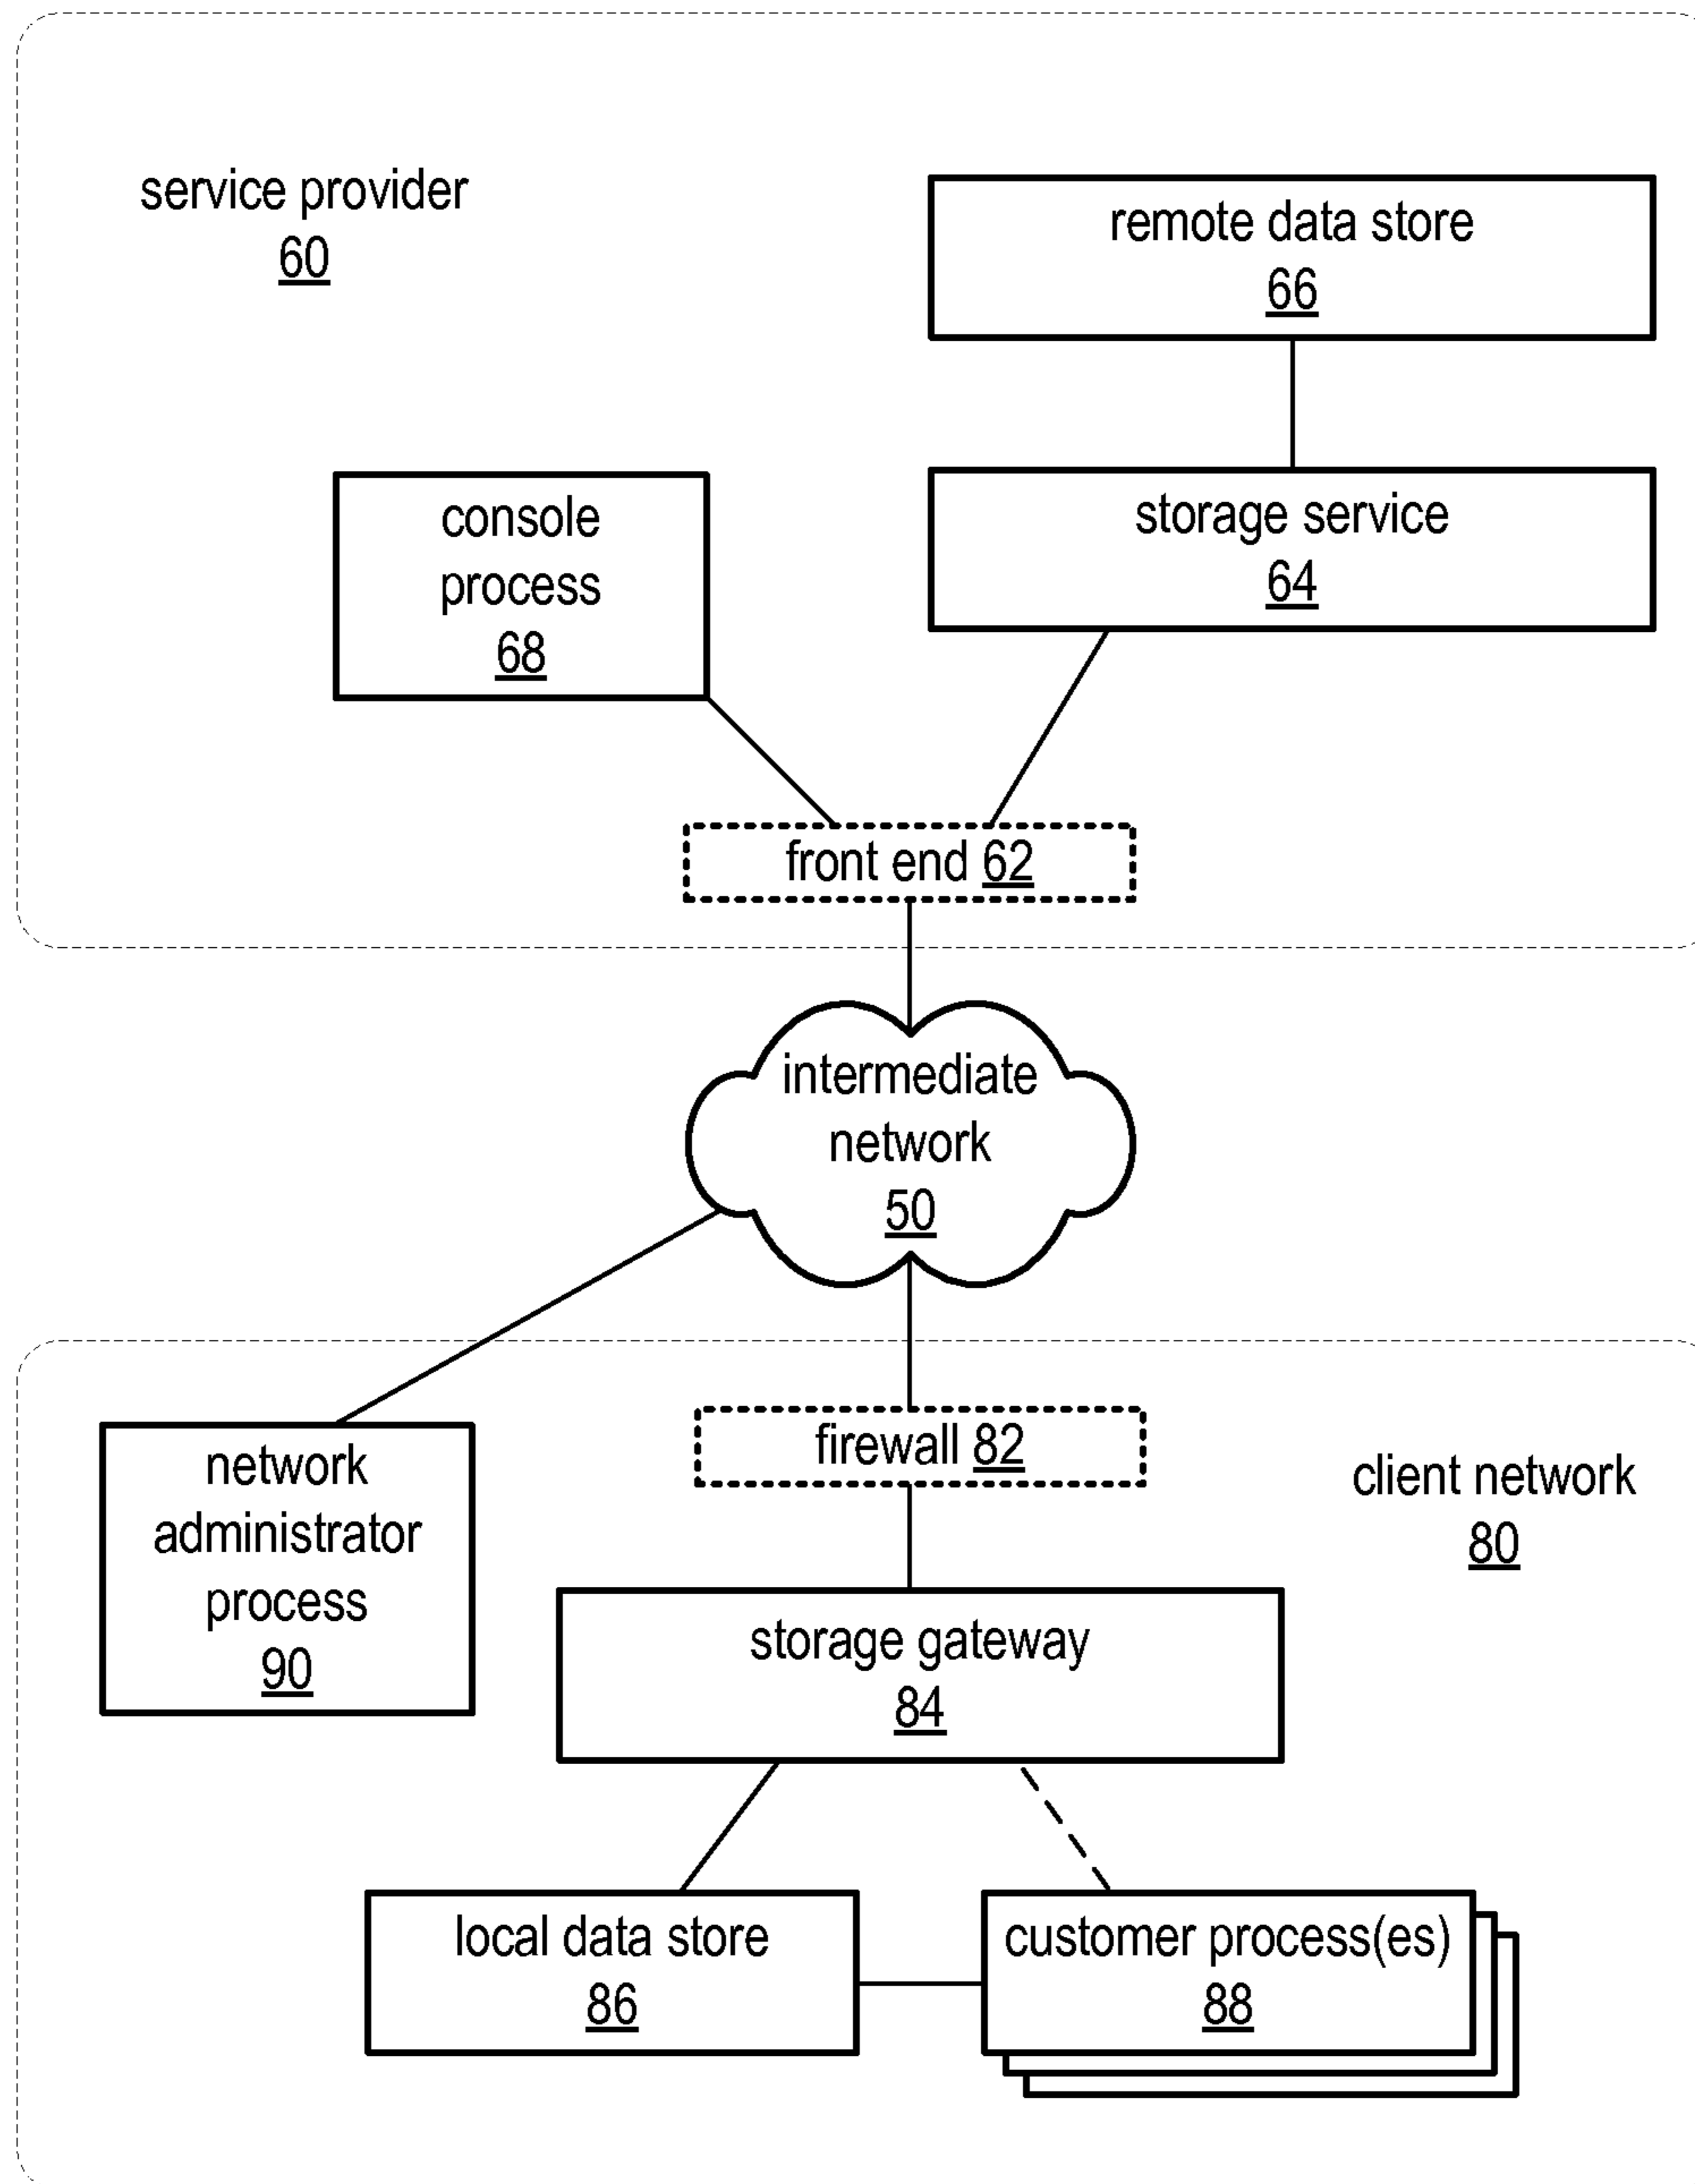 service provider
60
remote data store
66
console
process
68
storage service
64
front end 62
intermediate
network
50
network
administrator
process
90
firewall 82
client network
80
storage gateway
84
local data store
86
customer process(es)
88